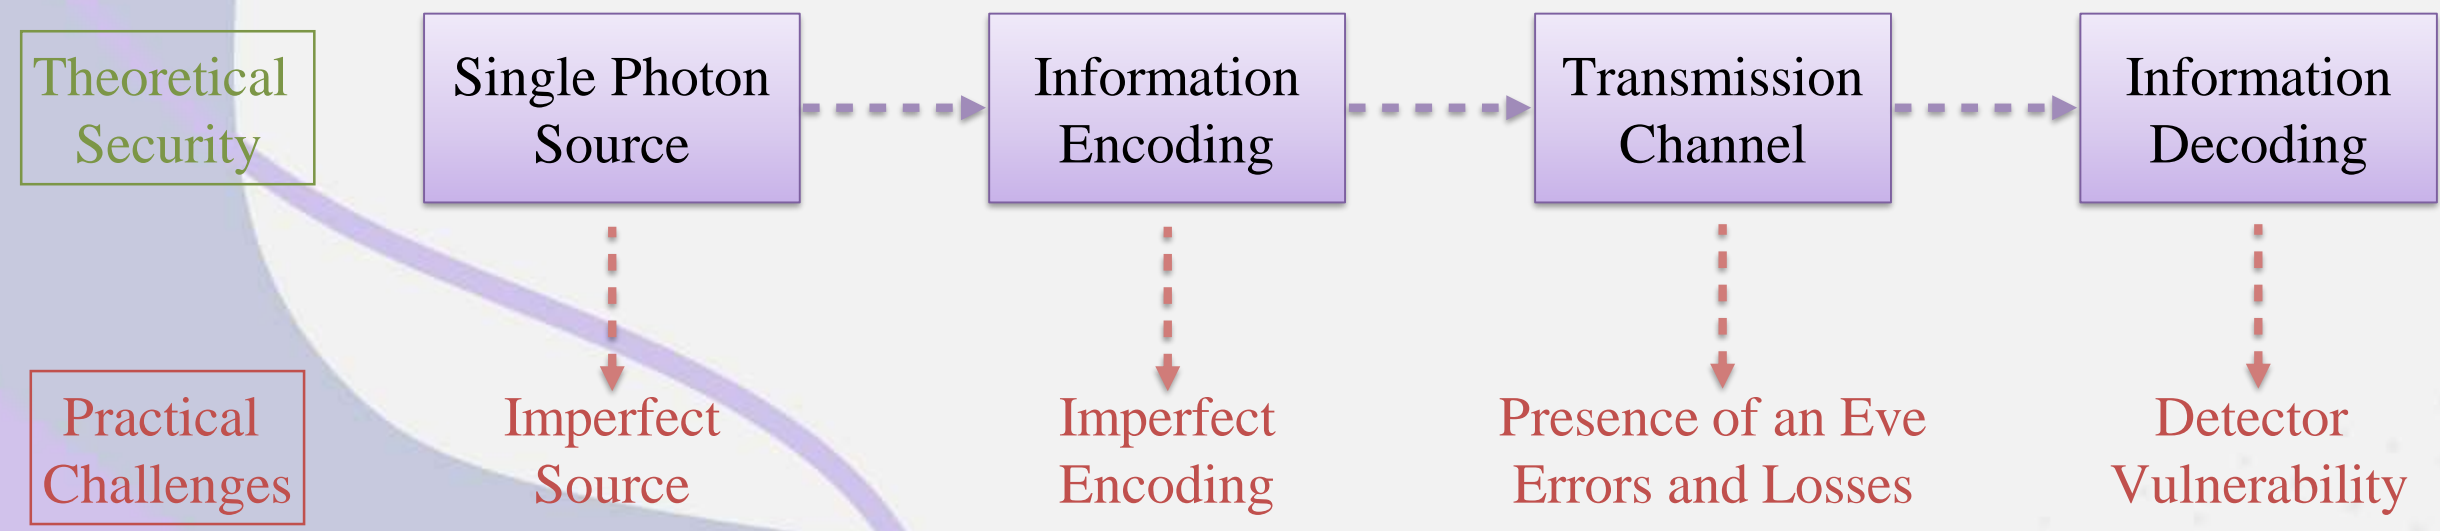 Theoretical
Security
Single Photon
Source
Information
Encoding
Transmission
Channel
Information
Decoding
Practical
Challenges
Imperfect
Source
Imperfect
Encoding
Presence of an Eve
Errors and Losses
Detector
Vulnerability